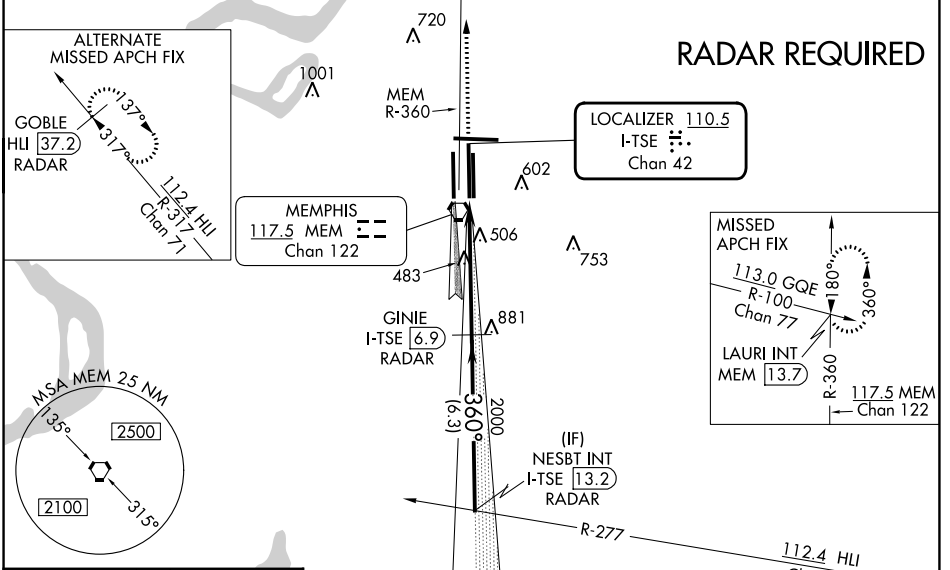 RADAR REQUIRED
ALTERNATE
MISSED APCH FIX
137°
317°
GOBLE
HLI 37.2
RADAR
112.4 HLI
R-317
Chan 71
720
1001
MEM
R-360
LOCALIZER 110.5
I-TSE
Chan 42
602
MEMPHIS
117.5 MEM
Chan 122
506
483
753
GINIE
I-TSE 6.9
RADAR
881
MISSED
APCH FIX
113.0 GQE
R-100
Chan 77
180°
360°
LAURI INT
MEM 13.7
R-360
117.5 MEM
Chan 122
MSA MEM 25 NM
135°
2500
2100
315°
2000
360°
(6.3)
(IF)
NESBT INT
I-TSE 13.2
RADAR
R-277
112.4 HLI